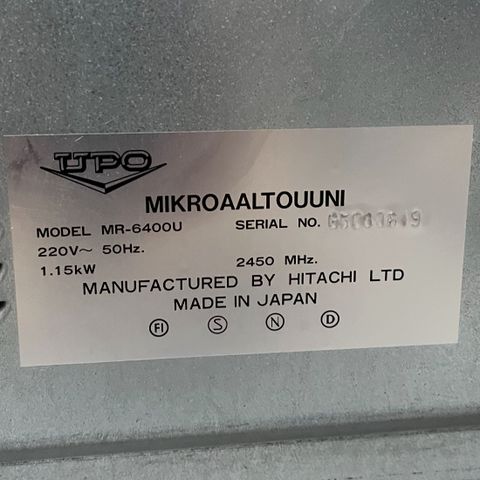 UPO
MIKROAALTOUUNI
MODEL MR-6400U SERIAL NO.
220V~ 50Hz.
1.15kW 2450 MHz.
MANUFACTURED BY HITACHI LTD
MADE IN JAPAN
FI S N D